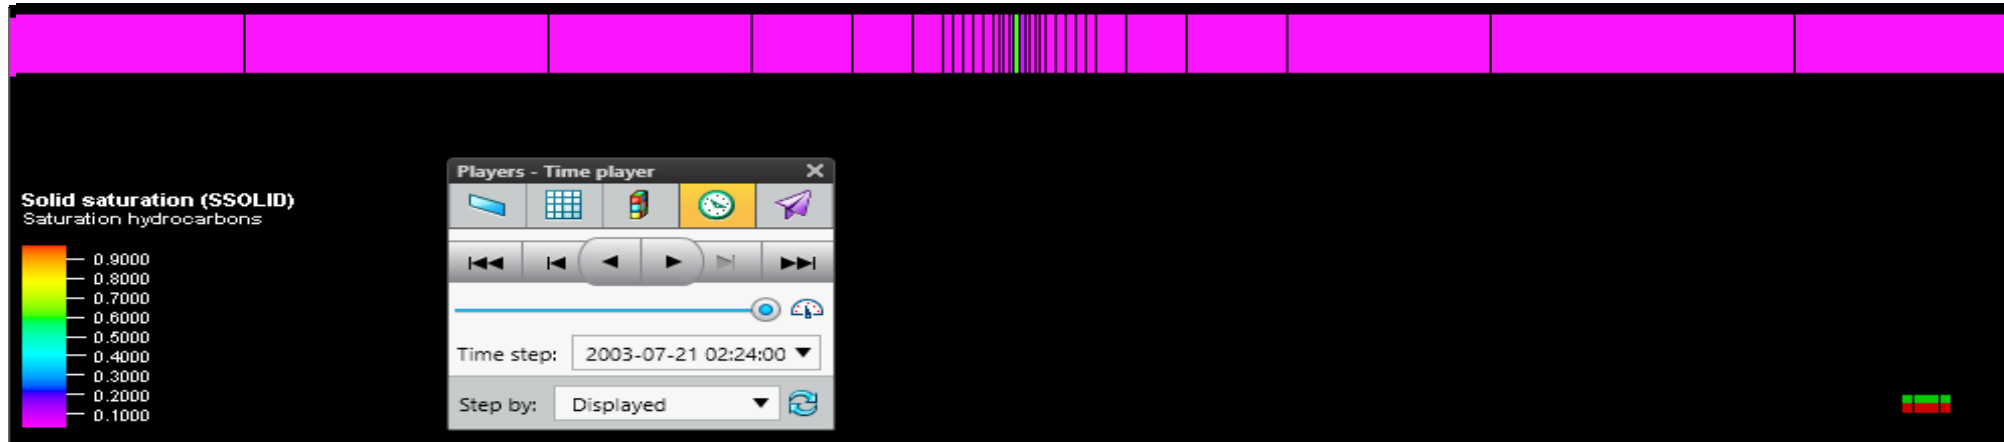 Solid saturation (SSOLID)
Saturation hydrocarbons
0.9000
0.8000
0.7000
0.6000
0.5000
0.4000
0.3000
0.2000
0.1000
Players - Time player
Time step: 2003-07-21 02:24:00
Step by: Displayed